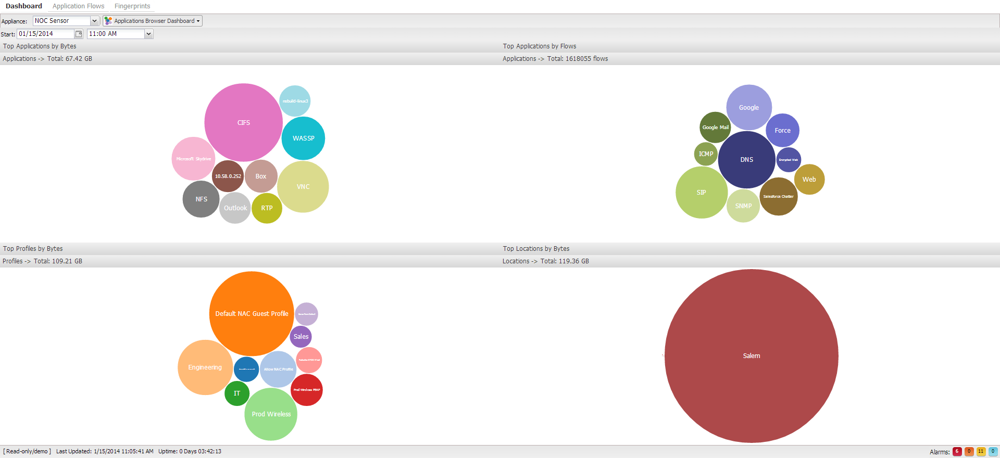 Dashboard Application Flows Fingerprints
Appliance: NOC Sensor Applications Browser Dashboard
Start: 01/15/2014 11:00 AM
Top Applications by Bytes
Applications -> Total: 67.42 GB
CIFS
nsbuild-linux3
WASSP
Microsoft Skydrive
10.58.0.252
Box
VNC
NFS
Outlook
RTP
Top Applications by Flows
Applications -> Total: 1618055 flows
Google
Google Mail
Force
ICMP
DNS
Encrypted Web
Web
SIP
Salesforce Chatter
SNMP
Top Profiles by Bytes
Profiles -> Total: 109.21 GB
Default NAC Guest Profile
Sales
Engineering
Allow NAC Profile
IT
Prod Wireless PEAP
Prod Wireless
Top Locations by Bytes
Locations -> Total: 119.36 GB
Salem
[ Read-only/demo ] Last Updated: 1/15/2014 11:05:41 AM Uptime: 0 Days 03:42:13
Alarms: 6 0 11 0